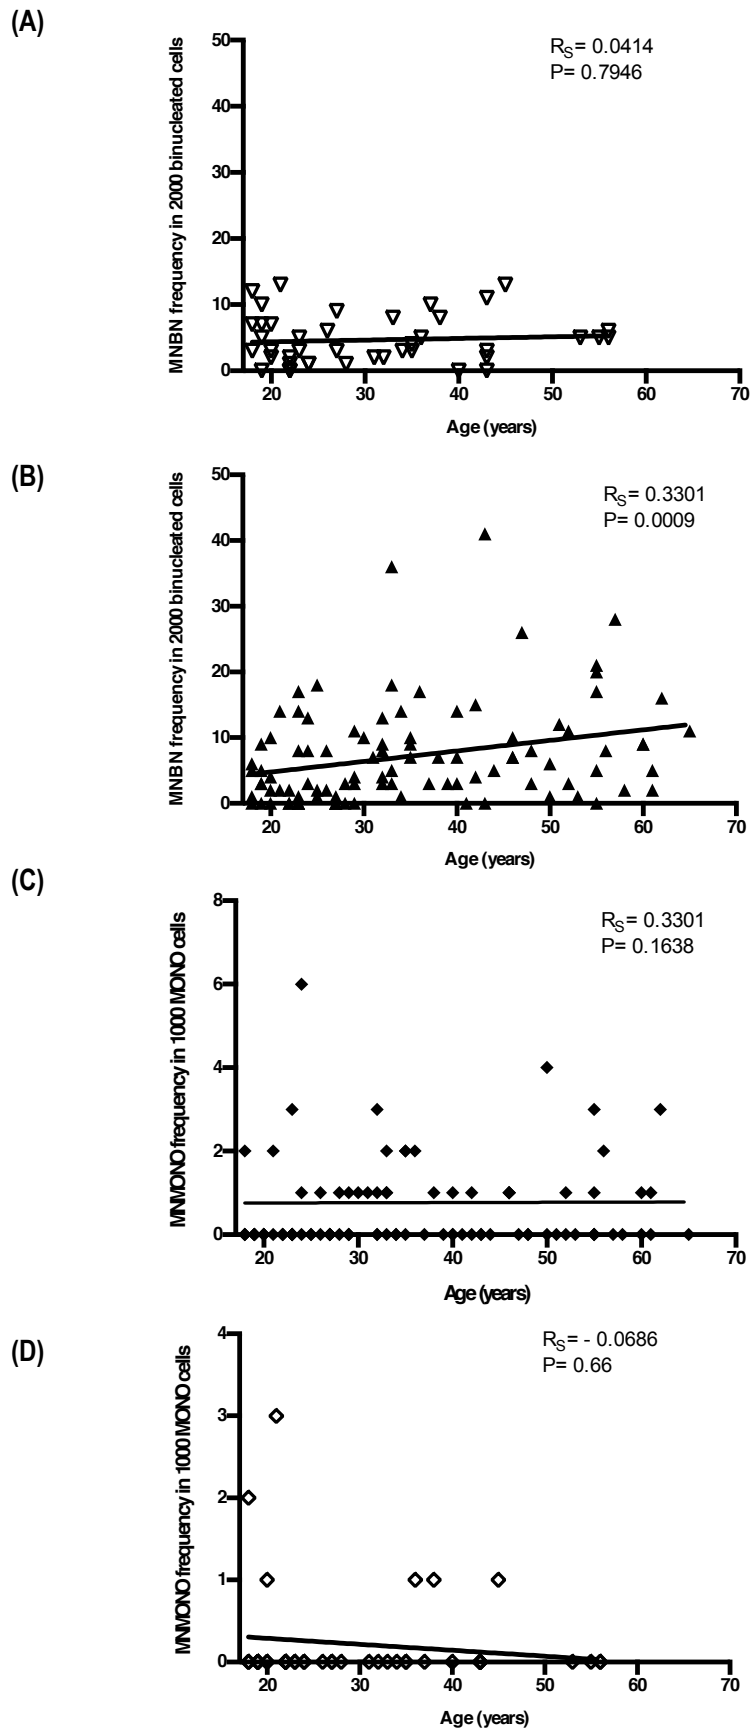 (A)
MNBN frequency in 2000 binucleated cells
50
40
30
20
10
0
RS= 0.0414
P= 0.7946
20 30 40 50 60 70
Age (years)
(B)
MNBN frequency in 2000 binucleated cells
50
40
30
20
10
0
RS= 0.3301
P= 0.0009
20 30 40 50 60 70
Age (years)
(C)
MNMONO frequency in 1000 MONO cells
8
6
4
2
0
RS= 0.3301
P= 0.1638
20 30 40 50 60 70
Age (years)
(D)
MNMONO frequency in 1000 MONO cells
4
3
2
1
0
RS= - 0.0686
P= 0.66
20 30 40 50 60 70
Age (years)